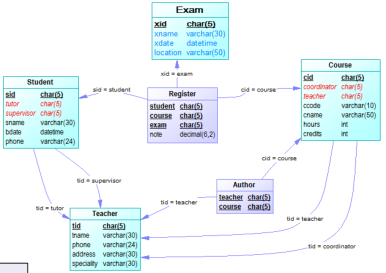 Exam
xid char(5)
xname varchar(30)
xdate datetime
location varchar(50)
xid = exam
Student
sid char(5)
tutor char(5)
supervisor char(5)
sname varchar(30)
bdate datetime
phone varchar(24)
sid = student
Register
student char(5)
course char(5)
exam char(5)
note decimal(6,2)
cid = course
Course
cid char(5)
coordinator char(5)
teacher char(5)
ccode varchar(10)
cname varchar(50)
hours int
credits int
cid = course
tid = supervisor
Author
teacher char(5)
course char(5)
tid = tutor
tid = teacher
Teacher
tid char(5)
tname varchar(30)
phone varchar(24)
address varchar(30)
speciality varchar(30)
tid = teacher
tid = coordinator